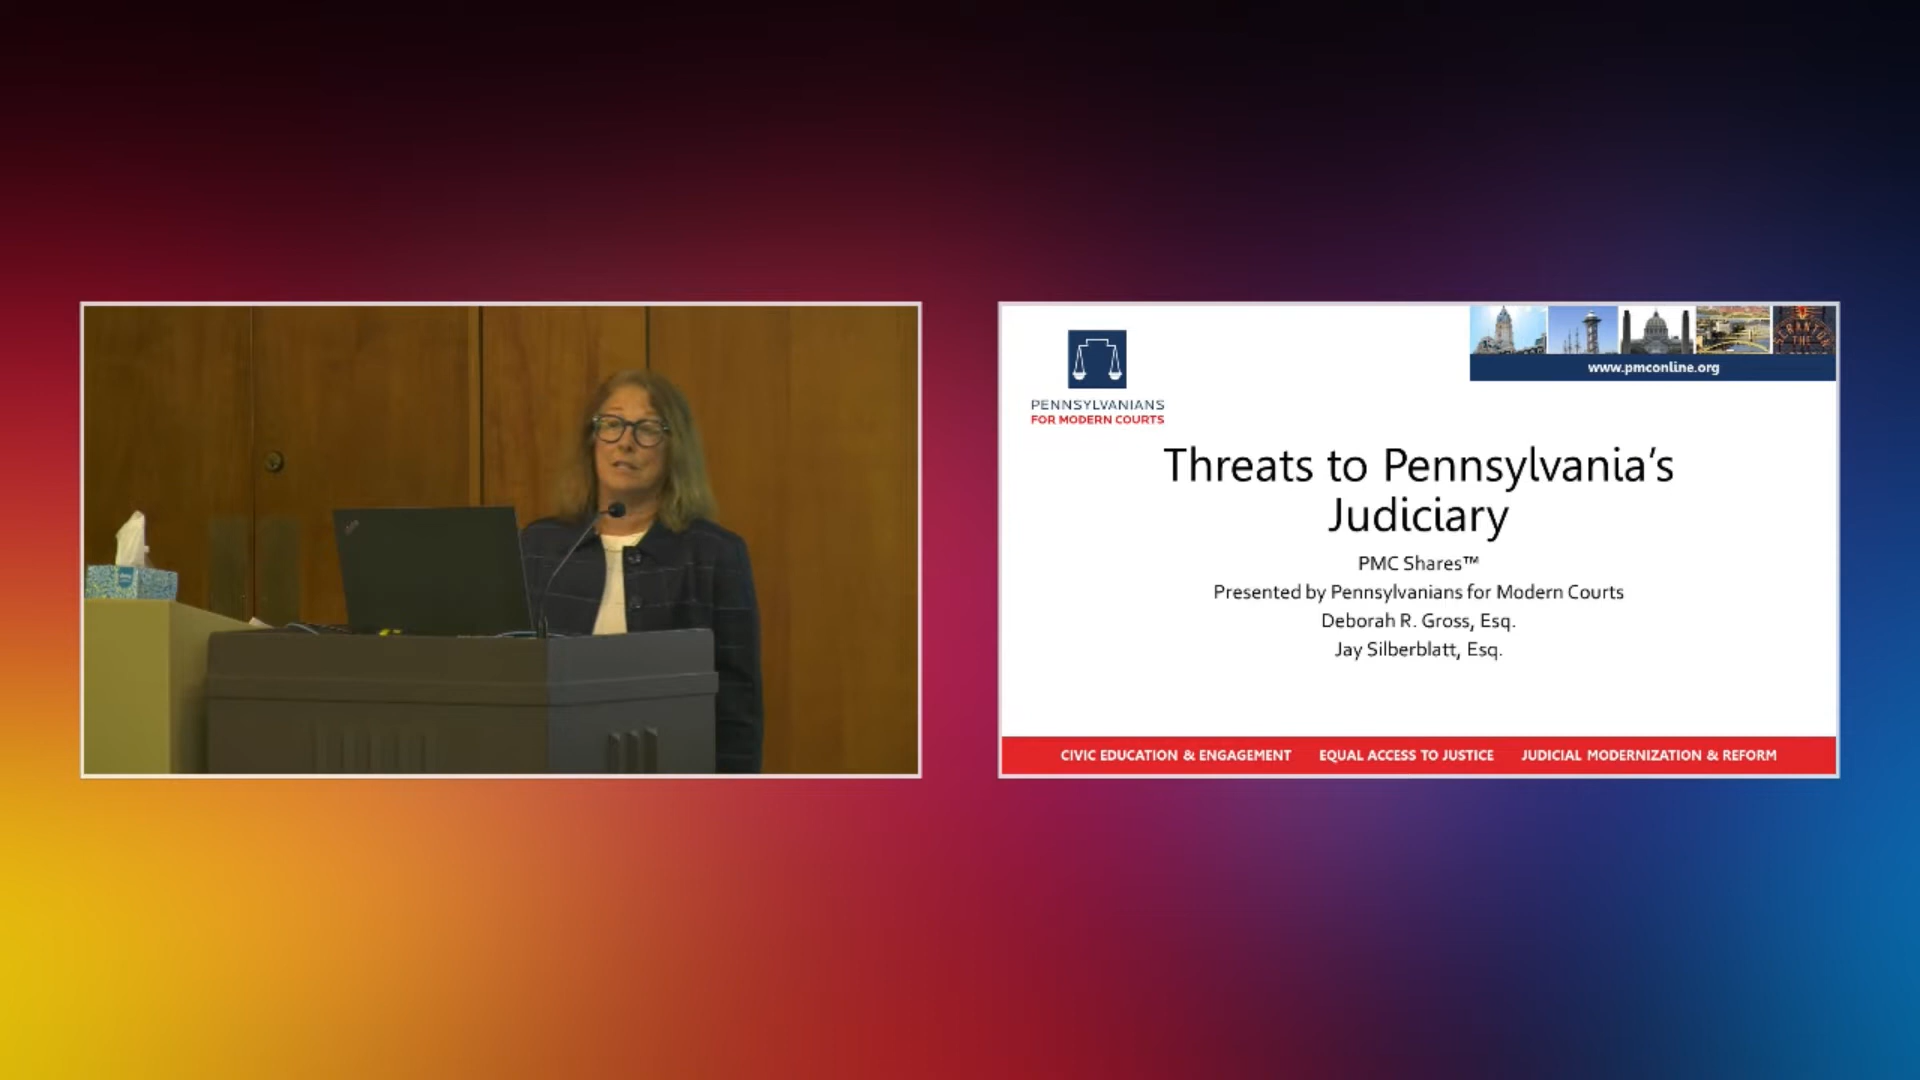 www.pmconline.org
PENNSYLVANIANS
FOR MODERN COURTS
Threats to Pennsylvania's
Judiciary
PMC Shares™
Presented by Pennsylvanians for Modern Courts
Deborah R. Gross, Esq.
Jay Silberblatt, Esq.
CIVIC EDUCATION & ENGAGEMENT EQUAL ACCESS TO JUSTICE JUDICIAL MODERNIZATION & REFORM